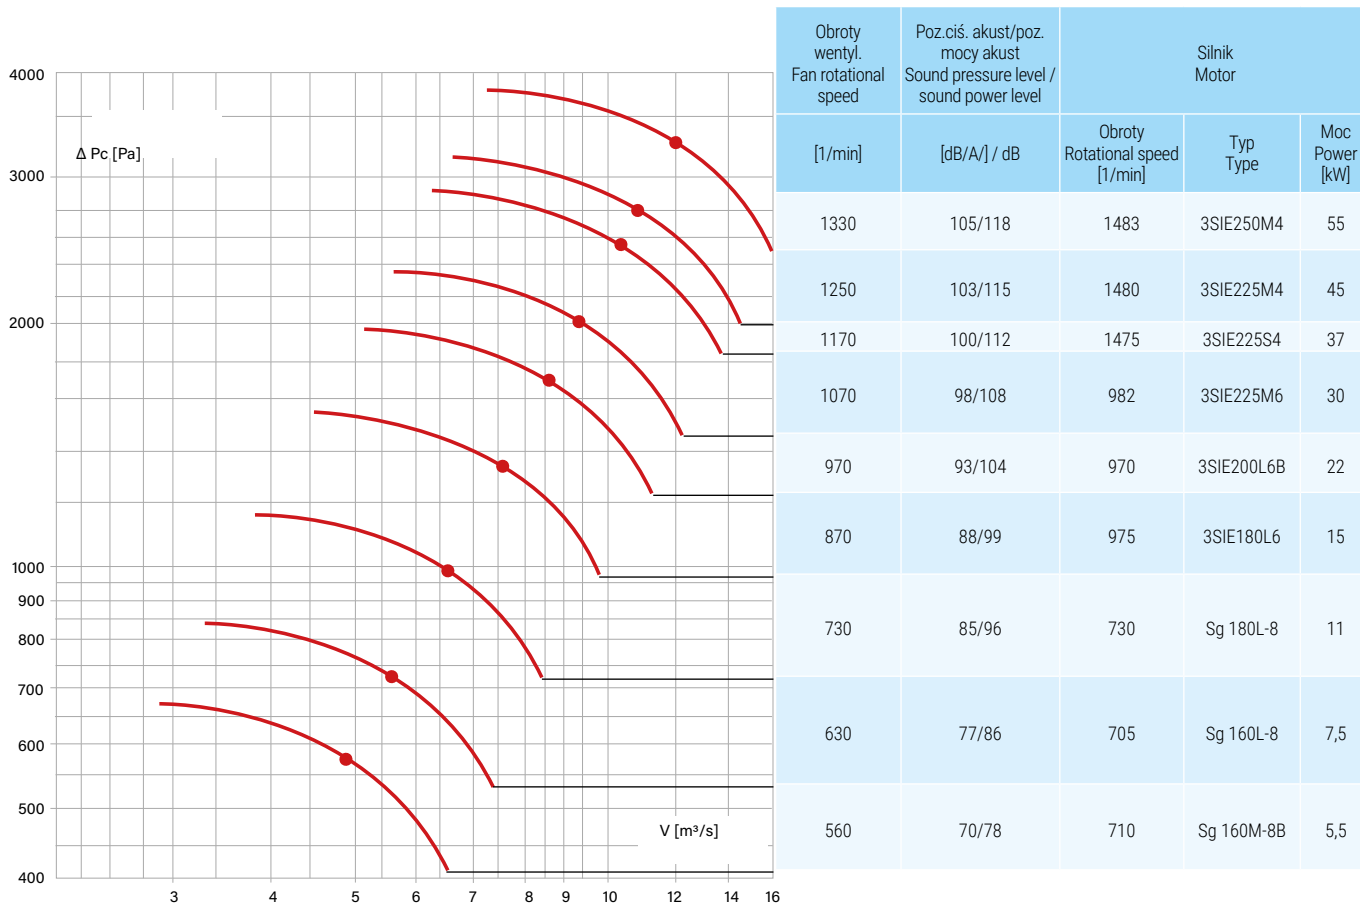 4000
3000
2000
1000
900
800
700
600
500
400
Δ Pc [Pa]
V [m³/s]
3 4 5 6 7 8 9 10 12 14 16
Obroty
wentyl.
Fan rotational
speed
Poz.ciś. akust/poz.
mocy akust
Sound pressure level /
sound power level
Silnik
Motor
[1/min]
[dB/A/] / dB
Obroty
Rotational speed
[1/min]
Typ
Type
Moc
Power
[kW]
1330 105/118 1483 3SIE250M4 55
1250 103/115 1480 3SIE225M4 45
1170 100/112 1475 3SIE225S4 37
1070 98/108 982 3SIE225M6 30
970 93/104 970 3SIE200L6B 22
870 88/99 975 3SIE180L6 15
730 85/96 730 Sg 180L-8 11
630 77/86 705 Sg 160L-8 7,5
560 70/78 710 Sg 160M-8B 5,5